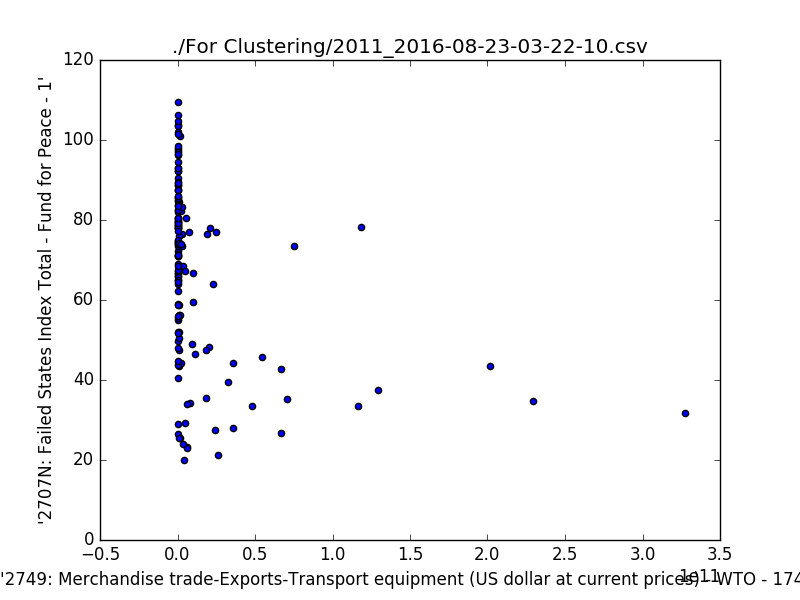 ./For Clustering/2011_2016-08-23-03-22-10.csv
120
100
80
60
40
20
0
'2707N: Failed States Index Total - Fund for Peace - 1'
−0.5 0.0 0.5 1.0 1.5 2.0 2.5 3.0 3.5
1e11
'2749: Merchandise trade-Exports-Transport equipment (US dollar at current prices) - WTO - 174